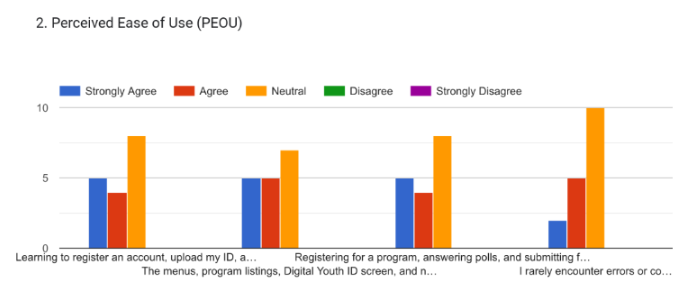 2. Perceived Ease of Use (PEOU)
Strongly Agree Agree Neutral Disagree Strongly Disagree
10
5
0
Learning to register an account, upload my ID, a…
Registering for a program, answering polls, and submitting f…
The menus, program listings, Digital Youth ID screen, and n…
I rarely encounter errors or co…